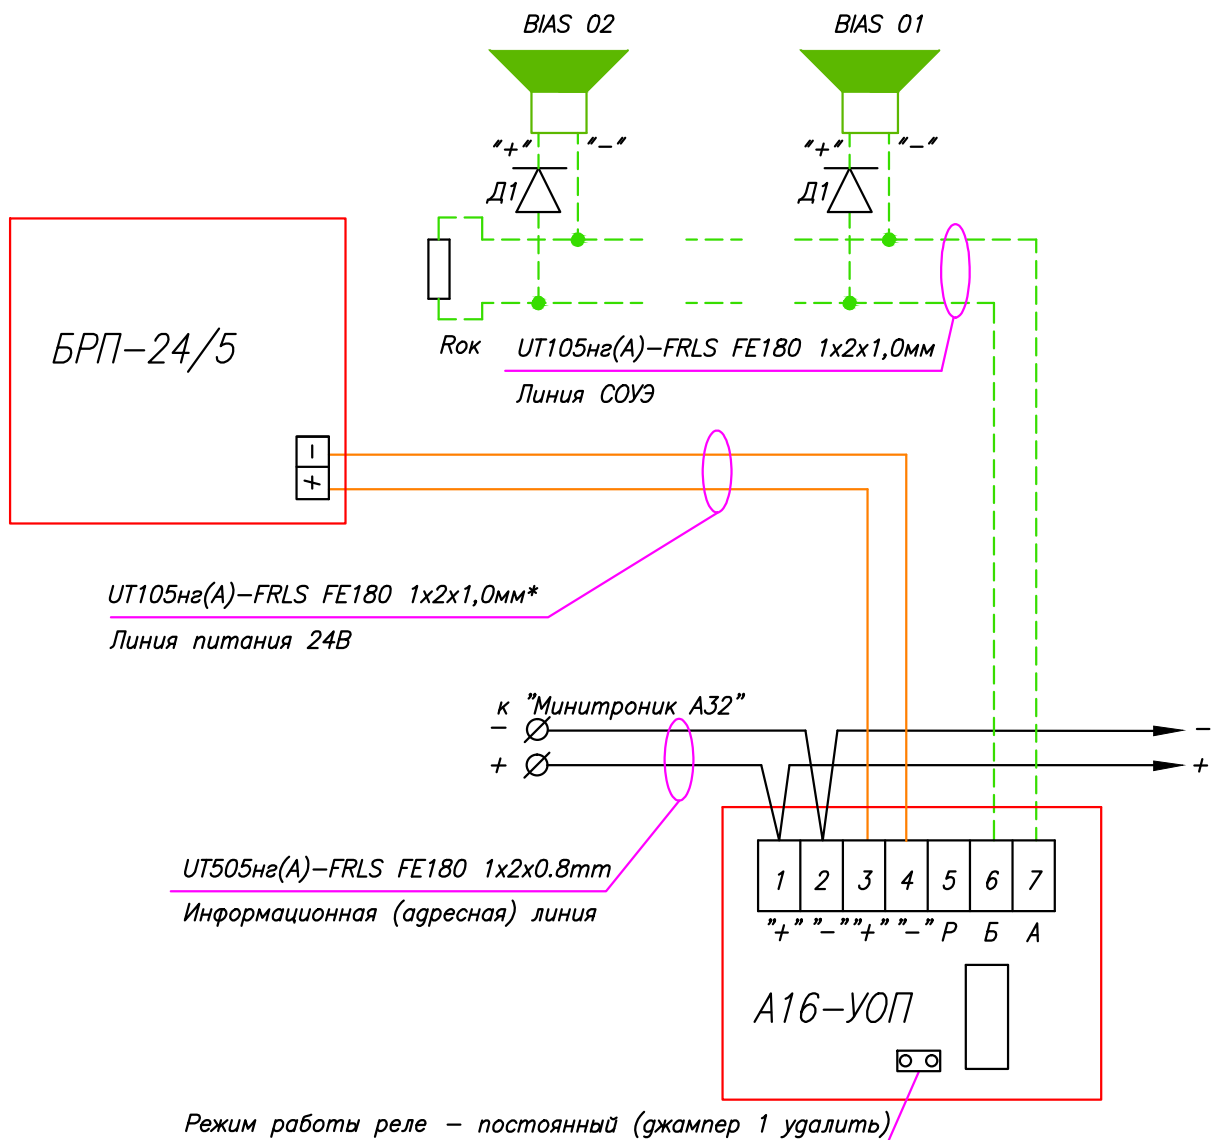 BIAS 02
BIAS 01
"+"
"-"
"+"
"-"
Д1
Д1
БРП-24/5
Rок
UT105нг(А)-FRLS FE180 1x2x1,0мм
Линия СОУЭ
-
+
UT105нг(А)-FRLS FE180 1x2x1,0мм*
Линия питания 24В
к "Минитроник А32"
-
-
+
+
UT505нг(А)-FRLS FE180 1x2x0.8mm
Информационная (адресная) линия
1 2 3 4 5 6 7
"+" "-" "+" "-" Р Б А
А16-УОП
Режим работы реле - постоянный (джампер 1 удалить)